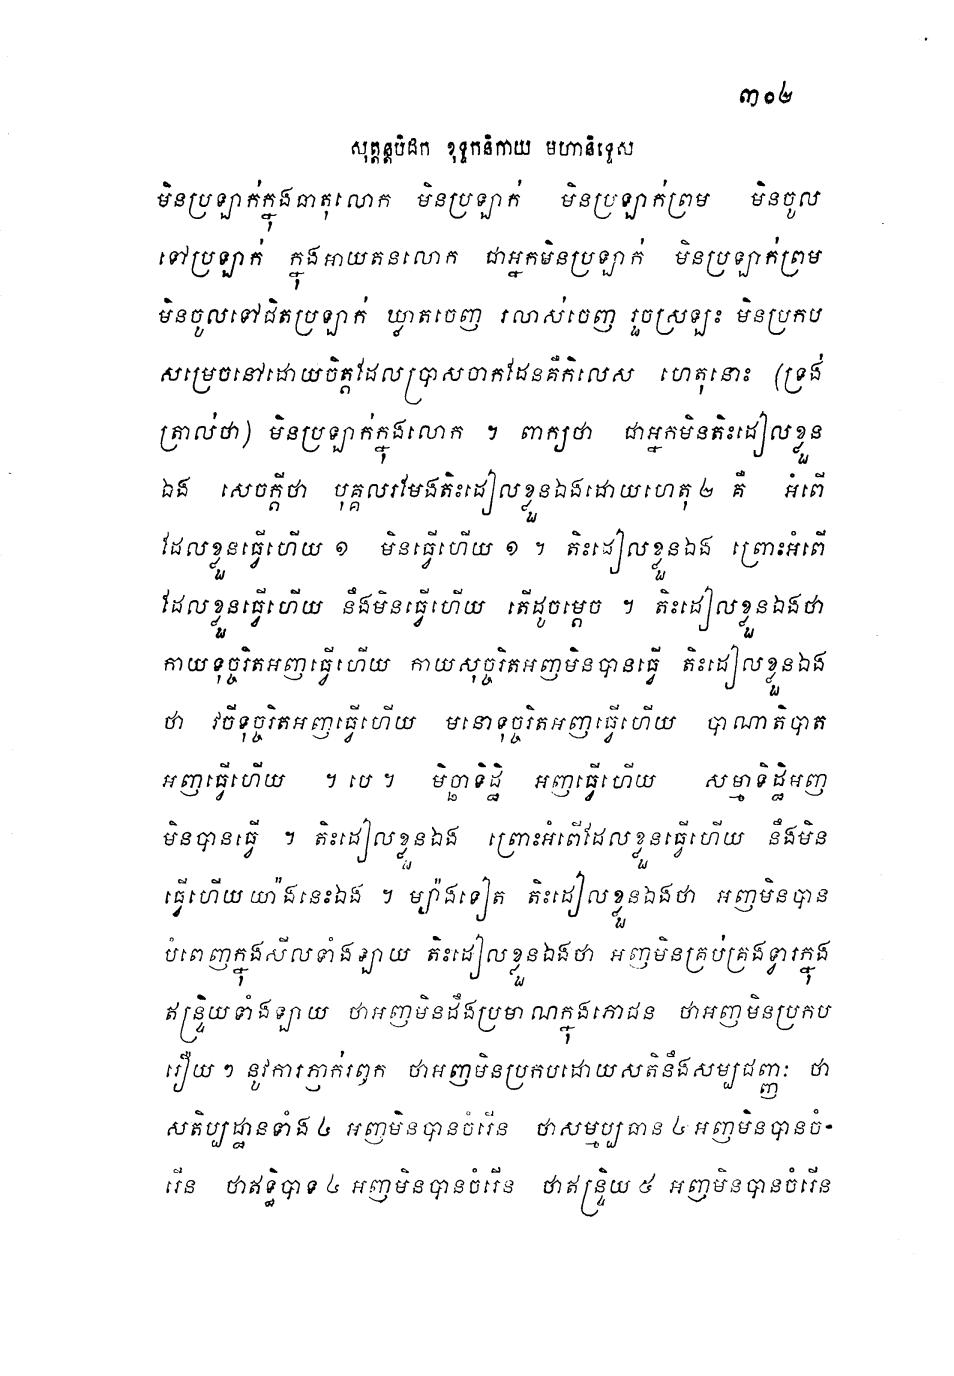 ៣០៤
សុត្តន្តបិដក ខុទ្ទកនិកាយ មហានិទ្ទេស
មិនប្រឡាក់ក្នុងធាតុលោក មិនប្រឡាក់ មិនប្រឡាក់ព្រម មិនចូល
ទៅប្រឡាក់ ក្នុងអាយតនលោក ជាអ្នកមិនប្រឡាក់ មិនប្រឡាក់ព្រម
មិនចូលទៅជិតប្រឡាក់ ឃ្លាតចេញ រលាស់ចេញ រួចស្រឡះ មិនប្រកប
សម្រេចនៅដោយចិត្តដែលប្រាសចាកដែនគឺកិលេស ហេតុនោះ (ទ្រង់
ត្រាល់ថា) មិនប្រឡាក់ក្នុងលោក ។ ពាក្យថា ជាអ្នកមិនតិះដៀលខ្លួន
ឯង សេចក្តីថា បុគ្គលរមែងតិះដៀលខ្លួនឯងដោយហេតុ ២ គឺ អំពើ
ដែលខ្លួនធ្វើហើយ ១ មិនធ្វើហើយ ១ ។ តិះដៀលខ្លួនឯង ព្រោះអំពើ
ដែលខ្លួនធ្វើហើយ នឹងមិនធ្វើហើយ តើដូចម្តេច ។ តិះដៀលខ្លួនឯងថា
កាយទុច្ចរិតអញធ្វើហើយ កាយសុច្ចរិតអញមិនបានធ្វើ តិះដៀលខ្លួនឯង
ថា វចីទុច្ចរិតអញធ្វើហើយ មនោទុច្ចរិតអញធ្វើហើយ បាណាតិបាត
អញធ្វើហើយ ។ បេ ។ មិច្ឆាទិដ្ឋិ អញធ្វើហើយ សម្មាទិដ្ឋិអញ
មិនបានធ្វើ ។ តិះដៀលខ្លួនឯង ព្រោះអំពើដែលខ្លួនធ្វើហើយ នឹងមិន
ធ្វើហើយយ៉ាងនេះឯង ។ ម្យ៉ាងទៀត តិះដៀលខ្លួនឯងថា អញមិនបាន
បំពេញក្នុងសីលទាំងឡាយ តិះដៀលខ្លួនឯងថា អញមិនគ្រប់គ្រងទ្វារក្នុង
ឥន្ទ្រិយទាំងឡាយ ថាអញមិនដឹងប្រមាណក្នុងភោជន ថាអញមិនប្រកប
រឿយ ៗ នូវការភ្ញាក់រឭក ថាអញមិនប្រកបដោយសតិនឹងសម្បជញ្ញៈ ថា
សតិប្បដ្ឋានទាំង ៤ អញមិនបានចំរើន ថាសម្មប្បធាន ៤ អញមិនបានចំ-
រើន ថាឥទ្ធិបាទ ៤ អញមិនបានចំរើន ថាឥន្ទ្រិយ ៥ អញមិនបានចំរើន